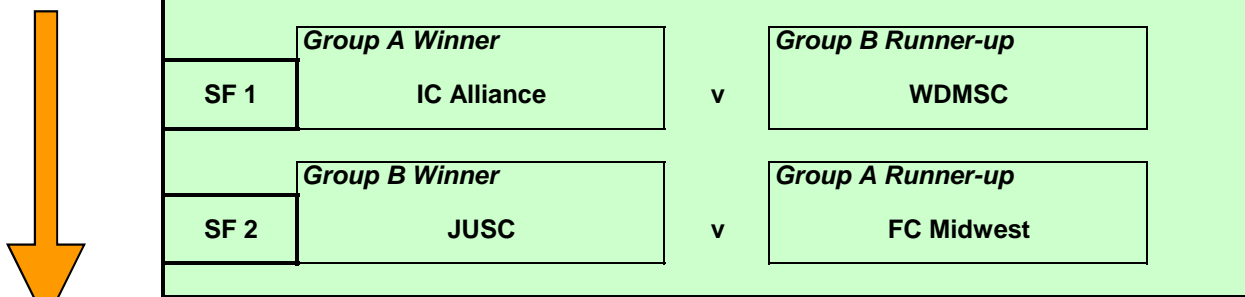 Group A Winner Group B Runner-up
SF 1 IC Alliance v WDMSC
Group B Winner Group A Runner-up
SF 2 JUSC v FC Midwest